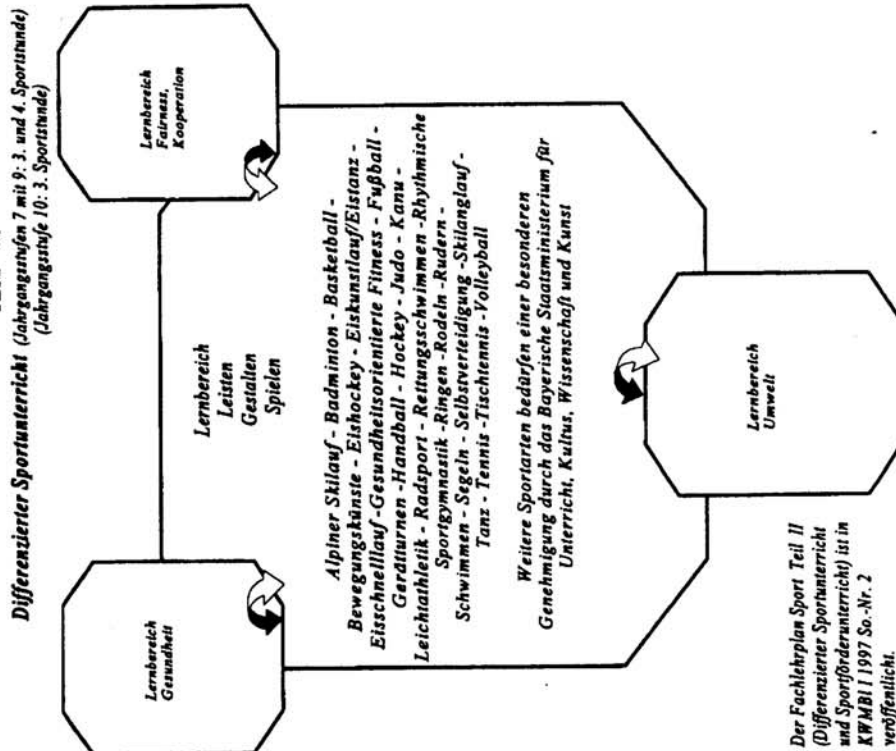 Differenzierter Sportunterricht (Jahrgangsstufen 7 mit 9: 3. und 4. Sportstunde)
(Jahrgangsstufe 10: 3. Sportstunde)
Lernbereich
Gesundheit
Lernbereich
Leisten
Gestalten
Spielen
Lernbereich
Fairness,
Kooperation
Alpiner Skilauf - Badminton - Basketball -
Bewegungskünste - Eishockey - Eiskunstlauf/Eistanz -
Eisschnellauf -Gesundheitsorientierte Fitness - Fußball -
Gerätturnen -Handball - Hockey - Judo - Kanu -
Leichtathletik - Radsport - Rettungsschwimmen -Rhythmische
Sportgymnastik -Ringen -Rodeln -Rudern -
Schwimmen - Segeln - Selbstverteidigung -Skilanglauf -
Tanz - Tennis -Tischtennis -Volleyball
Weitere Sportarten bedürfen einer besonderen
Genehmigung durch das Bayerische Staatsministerium für
Unterricht, Kultus, Wissenschaft und Kunst
Lernbereich
Umwelt
Der Fachlehrplan Sport Teil II
(Differenzierter Sportunterricht
und Sportförderunterricht) ist in
KWMBl I 1997 So.-Nr. 2
veröffentlicht.